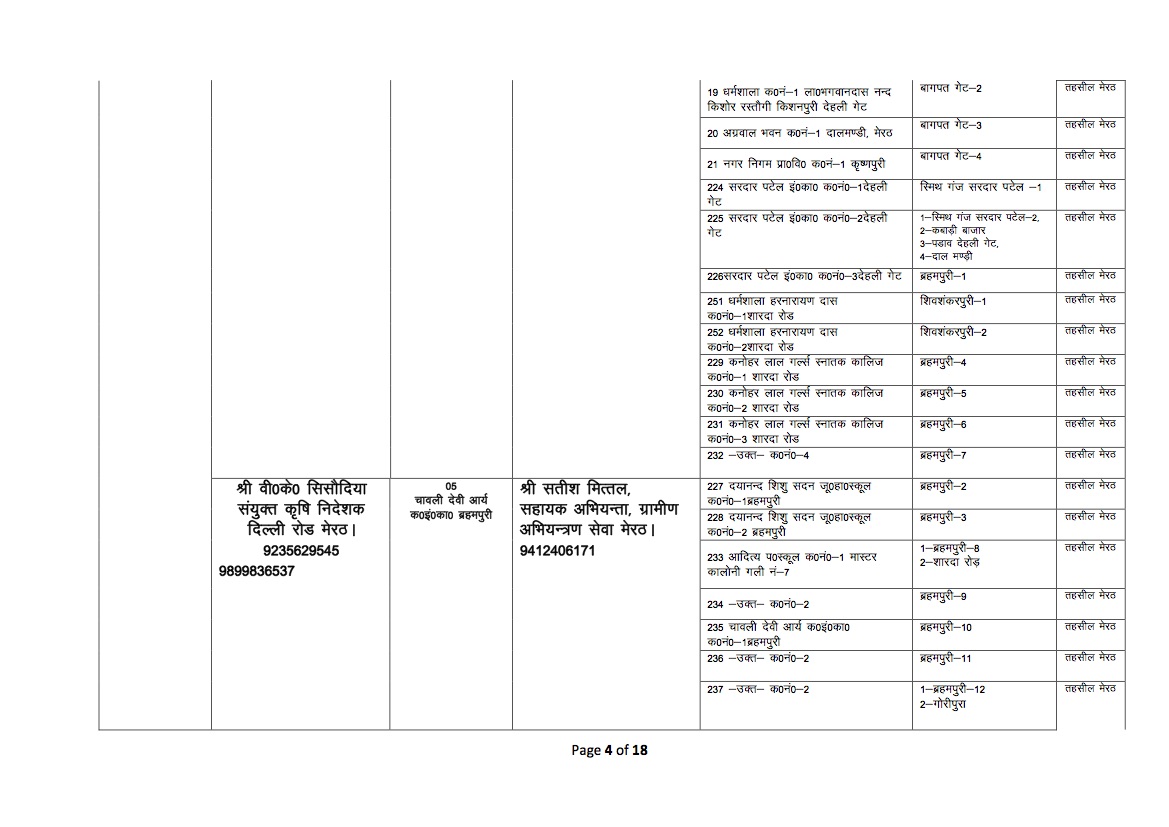 19 धर्मशाला क0नं–1 ला0भगवानदास नन्द
किशोर रस्तौगी किशनपुरी देहली गेट
बागपत गेट–2
तहसील मेरठ
20 अग्रवाल भवन क0नं–1 दालमण्डी, मेरठ
बागपत गेट–3
तहसील मेरठ
21 नगर निगम प्रा0वि0 क0नं–1 कृष्णपुरी
बागपत गेट–4
तहसील मेरठ
224 सरदार पटेल इं0का0 क0नं0–1देहली
गेट
स्मिथ गंज सरदार पटेल –1
तहसील मेरठ
225 सरदार पटेल इं0का0 क0नं0–2देहली
गेट
1–स्मिथ गंज सरदार पटेल–2,
2–कबाड़ी बाजार
3–पडाव देहली गेट,
4–दाल मण्ड़ी
तहसील मेरठ
226सरदार पटेल इं0का0 क0नं0–3देहली गेट
ब्रहमपुरी–1
तहसील मेरठ
251 धर्मशाला हरनारायण दास
क0नं0–1शारदा रोड
शिवशंकरपुरी–1
तहसील मेरठ
252 धर्मशाला हरनारायण दास
क0नं0–2शारदा रोड
शिवशंकरपुरी–2
तहसील मेरठ
229 कनोहर लाल गर्ल्स स्नातक कालिज
क0नं0–1 शारदा रोड
ब्रहमपुरी–4
तहसील मेरठ
230 कनोहर लाल गर्ल्स स्नातक कालिज
क0नं0–2 शारदा रोड
ब्रहमपुरी–5
तहसील मेरठ
231 कनोहर लाल गर्ल्स स्नातक कालिज
क0नं0–3 शारदा रोड
ब्रहमपुरी–6
तहसील मेरठ
232 –उक्त– क0नं0–4
ब्रहमपुरी–7
तहसील मेरठ
श्री वी0के0 सिसौदिया
संयुक्त कृषि निदेशक
दिल्ली रोड मेरठ।
9235629545
9899836537
05
चावली देवी आर्य
क0इं0का0 ब्रहमपुरी
श्री सतीश मित्तल,
सहायक अभियन्ता, ग्रामीण
अभियन्त्रण सेवा मेरठ।
9412406171
227 दयानन्द शिशु सदन जू0हा0स्कूल
क0नं0–1ब्रहमपुरी
ब्रहमपुरी–2
तहसील मेरठ
228 दयानन्द शिशु सदन जू0हा0स्कूल
क0नं0–2 ब्रहमपुरी
ब्रहमपुरी–3
तहसील मेरठ
233 आदित्य प0स्कूल क0नं0–1 मास्टर
कालोनी गली नं–7
1–ब्रहमपुरी–8
2–शारदा रोड़
तहसील मेरठ
234 –उक्त– क0नं0–2
ब्रहमपुरी–9
तहसील मेरठ
235 चावली देवी आर्य क0इं0का0
क0नं0–1ब्रहमपुरी
ब्रहमपुरी–10
तहसील मेरठ
236 –उक्त– क0नं0–2
ब्रहमपुरी–11
तहसील मेरठ
237 –उक्त– क0नं0–2
1–ब्रहमपुरी–12
2–गोरीपुरा
तहसील मेरठ
Page 4 of 18